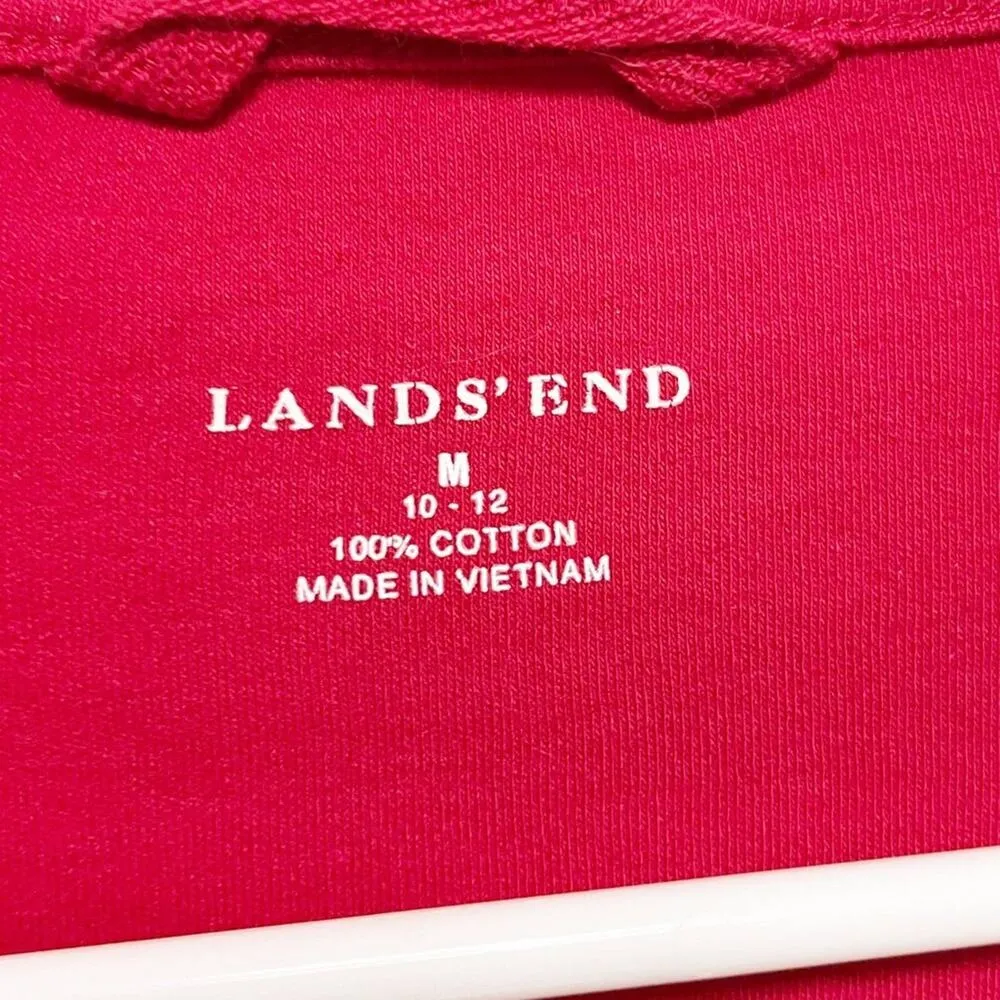 LANDS' END
M
10 - 12
100% COTTON
MADE IN VIETNAM